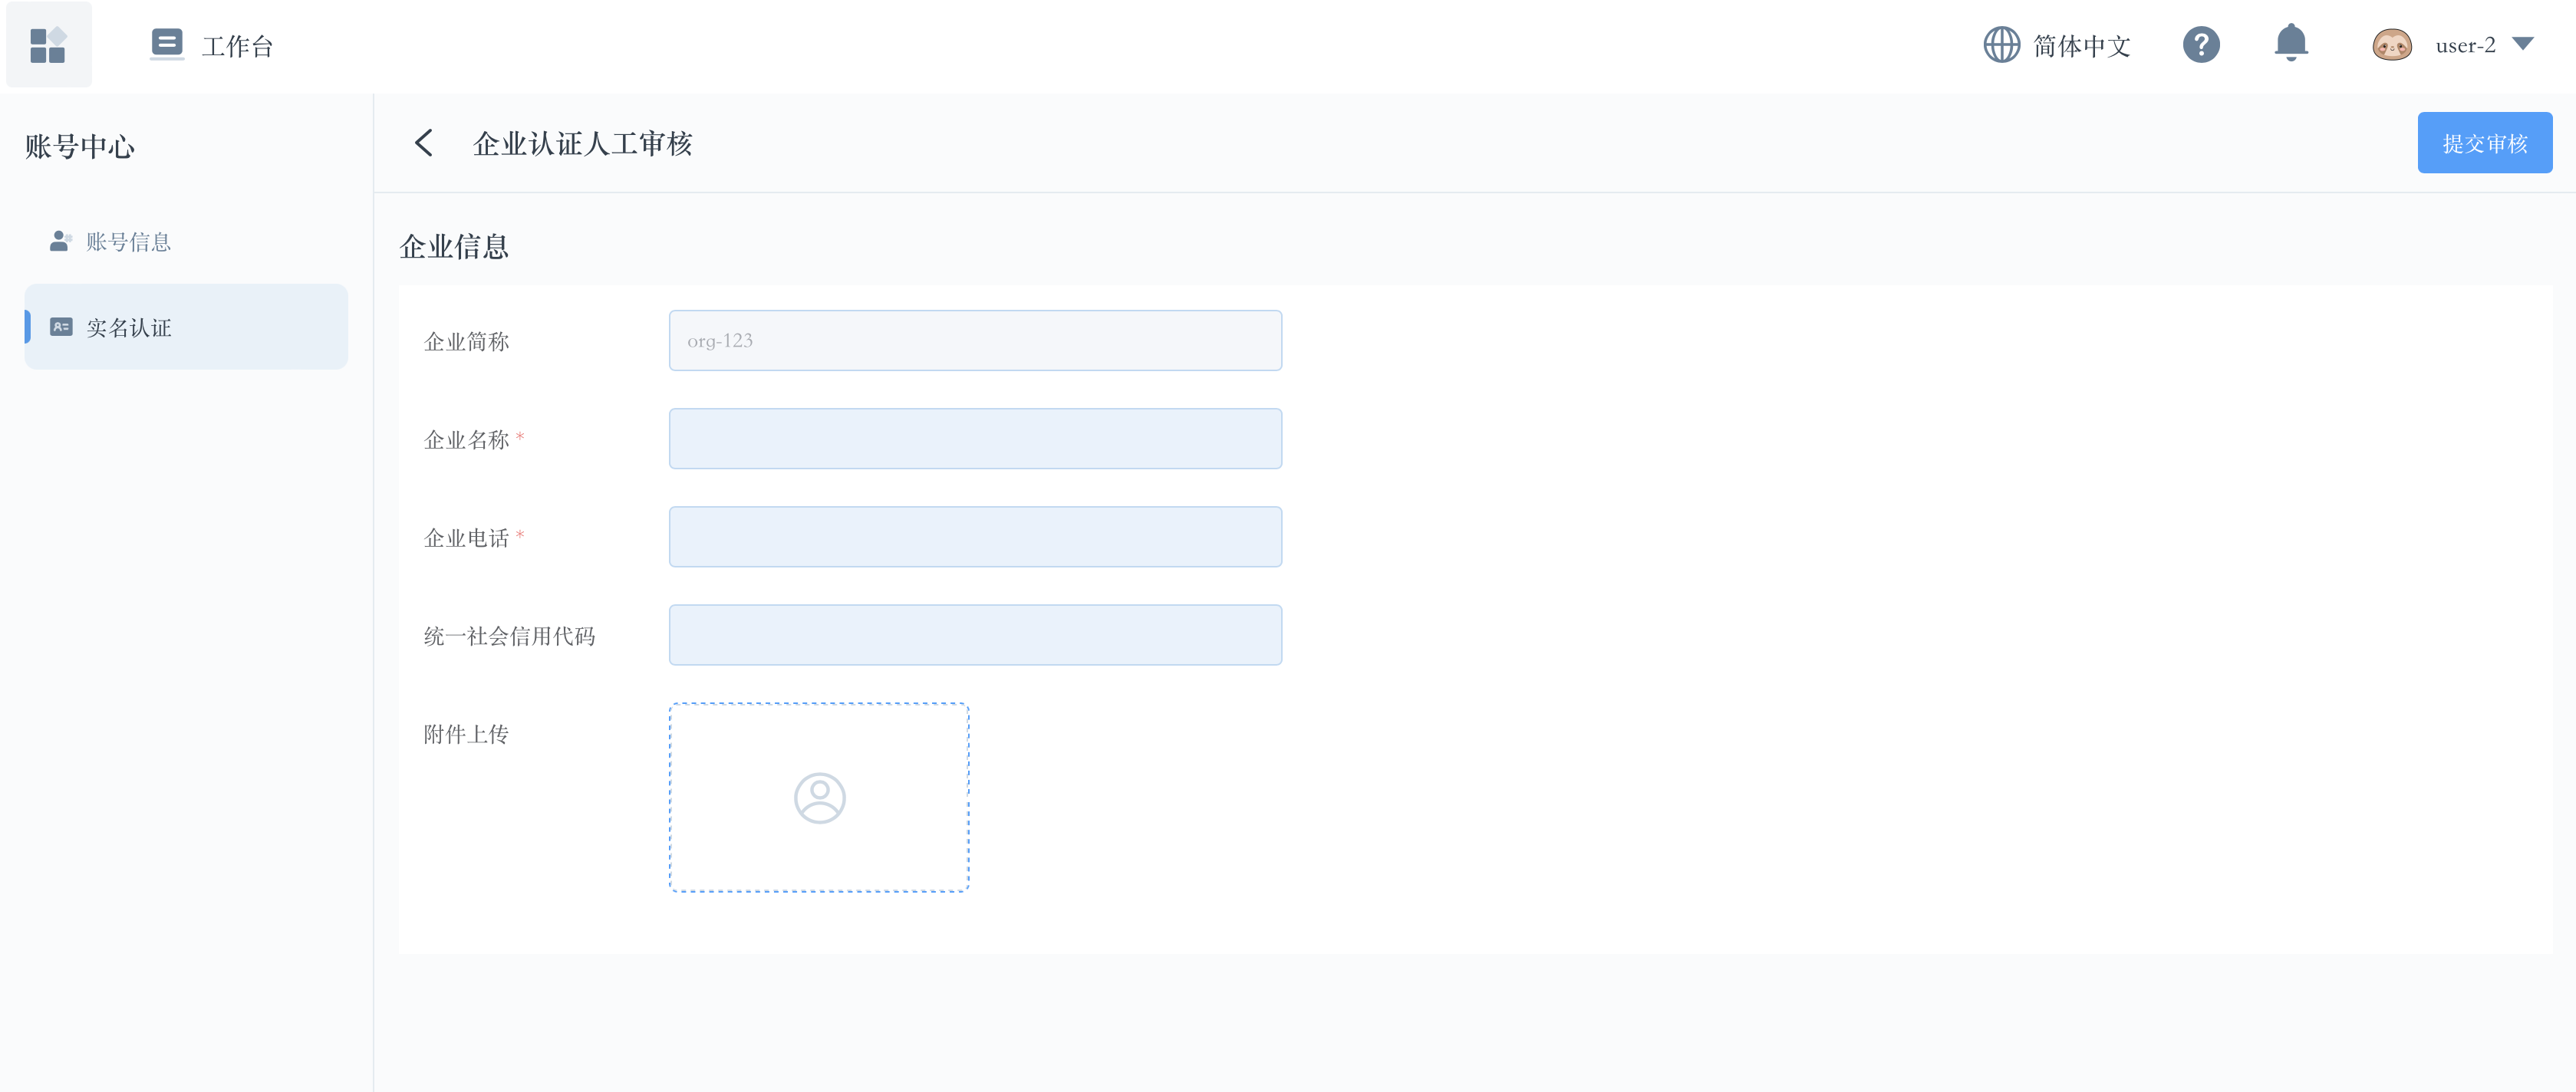 工作台
简体中文
user-2
账号中心
账号信息
实名认证
企业认证人工审核
提交审核
企业信息
企业简称
org-123
企业名称 *
企业电话 *
统一社会信用代码
附件上传